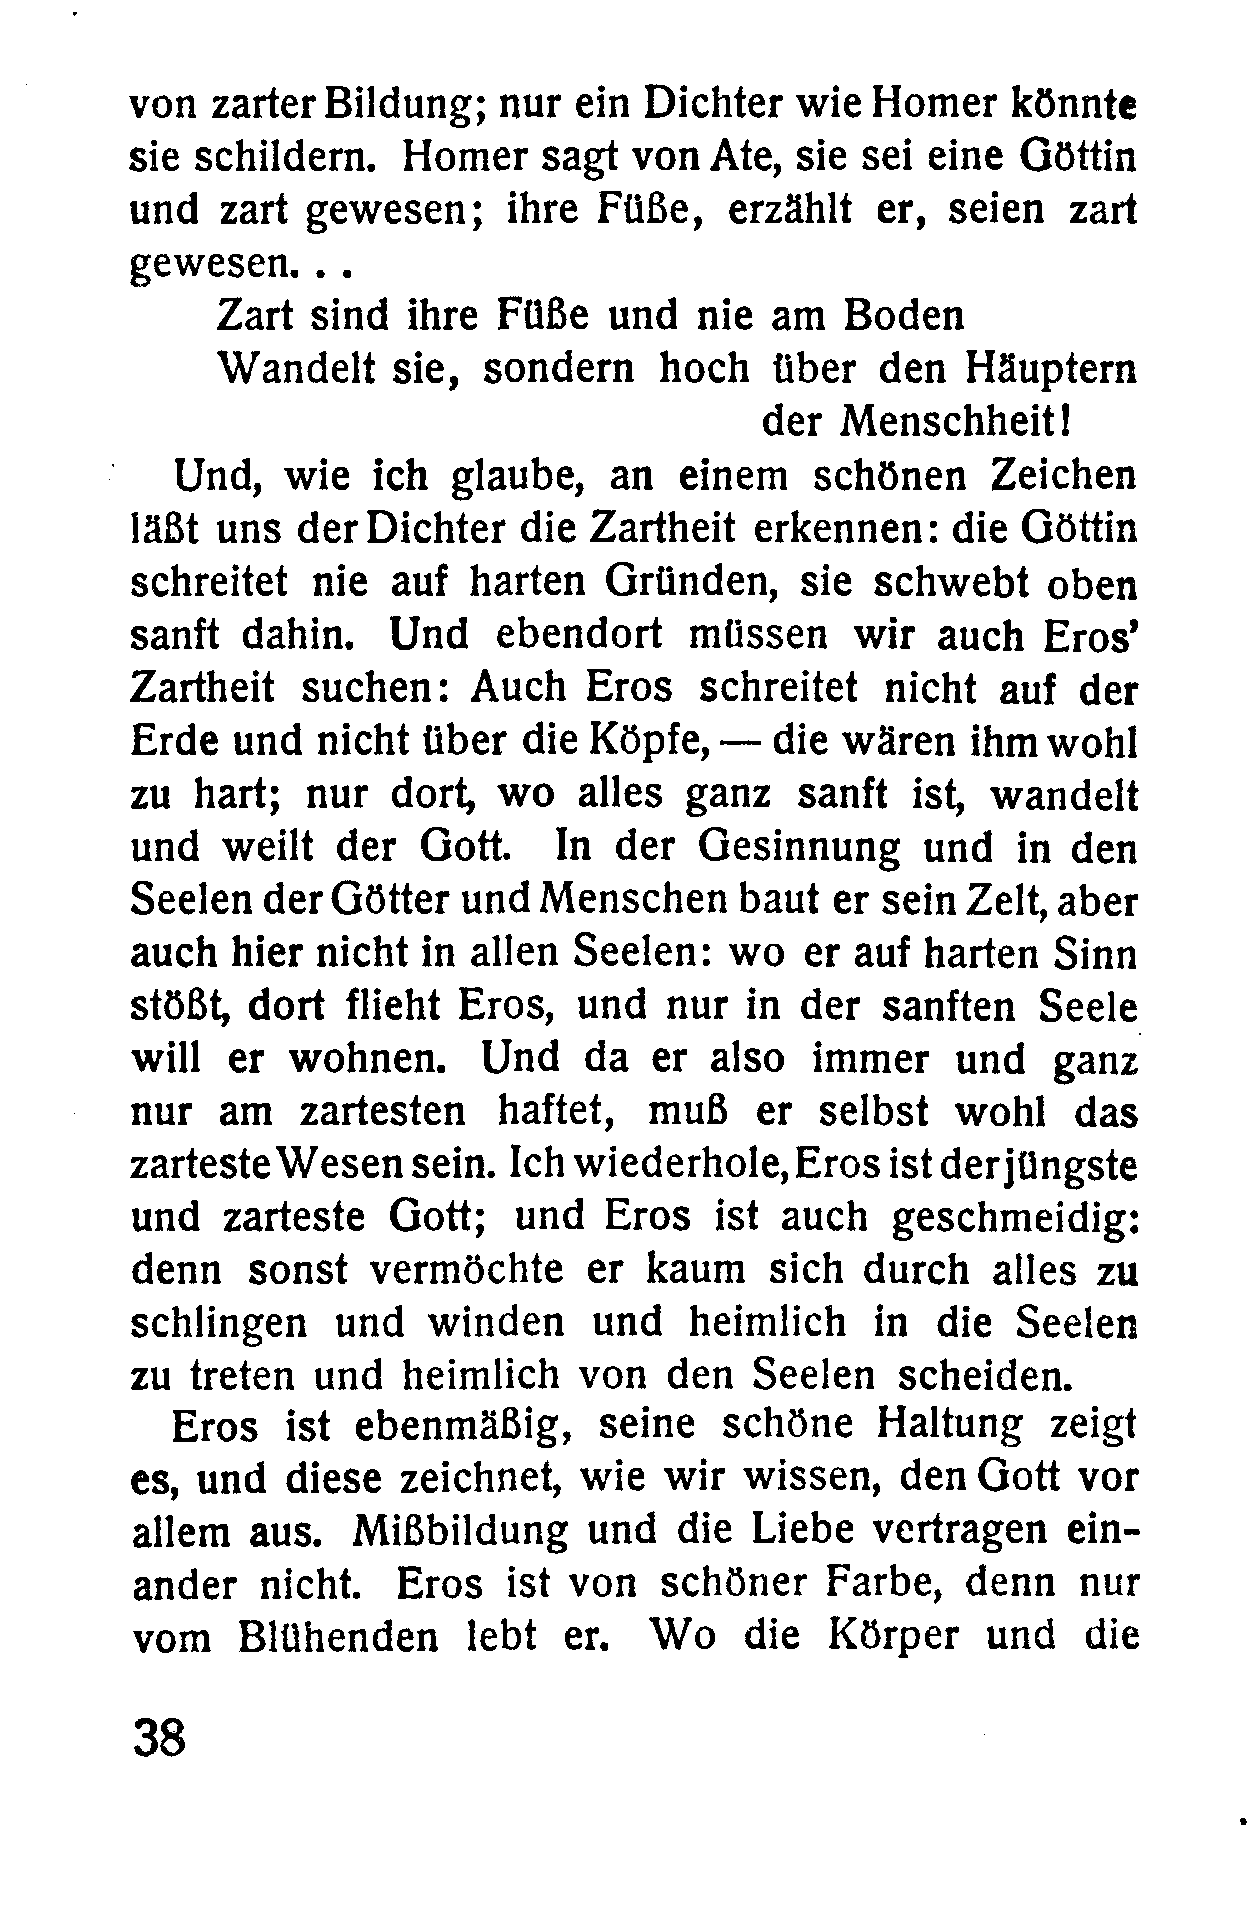 von zarter Bildung; nur ein Dichter wie Homer könnte
sie schildern. Homer sagt von Ate, sie sei eine Göttin
und zart gewesen; ihre Füße, erzählt er, seien zart
gewesen. . .
Zart sind ihre Füße und nie am Boden
Wandelt sie, sondern hoch über den Häuptern
der Menschheit!
Und, wie ich glaube, an einem schönen Zeichen
läßt uns der Dichter die Zartheit erkennen: die Göttin
schreitet nie auf harten Gründen, sie schwebt oben
sanft dahin. Und ebendort müssen wir auch Eros'
Zartheit suchen: Auch Eros schreitet nicht auf der
Erde und nicht über die Köpfe, — die wären ihm wohl
zu hart; nur dort, wo alles ganz sanft ist, wandelt
und weilt der Gott. In der Gesinnung und in den
Seelen der Götter und Menschen baut er sein Zelt, aber
auch hier nicht in allen Seelen: wo er auf harten Sinn
stößt, dort flieht Eros, und nur in der sanften Seele
will er wohnen. Und da er also immer und ganz
nur am zartesten haftet, muß er selbst wohl das
zarteste Wesen sein. Ich wiederhole, Eros ist der jüngste
und zarteste Gott; und Eros ist auch geschmeidig:
denn sonst vermöchte er kaum sich durch alles zu
schlingen und winden und heimlich in die Seelen
zu treten und heimlich von den Seelen scheiden.
Eros ist ebenmäßig, seine schöne Haltung zeigt
es, und diese zeichnet, wie wir wissen, den Gott vor
allem aus. Mißbildung und die Liebe vertragen ein-
ander nicht. Eros ist von schöner Farbe, denn nur
vom Blühenden lebt er. Wo die Körper und die
38